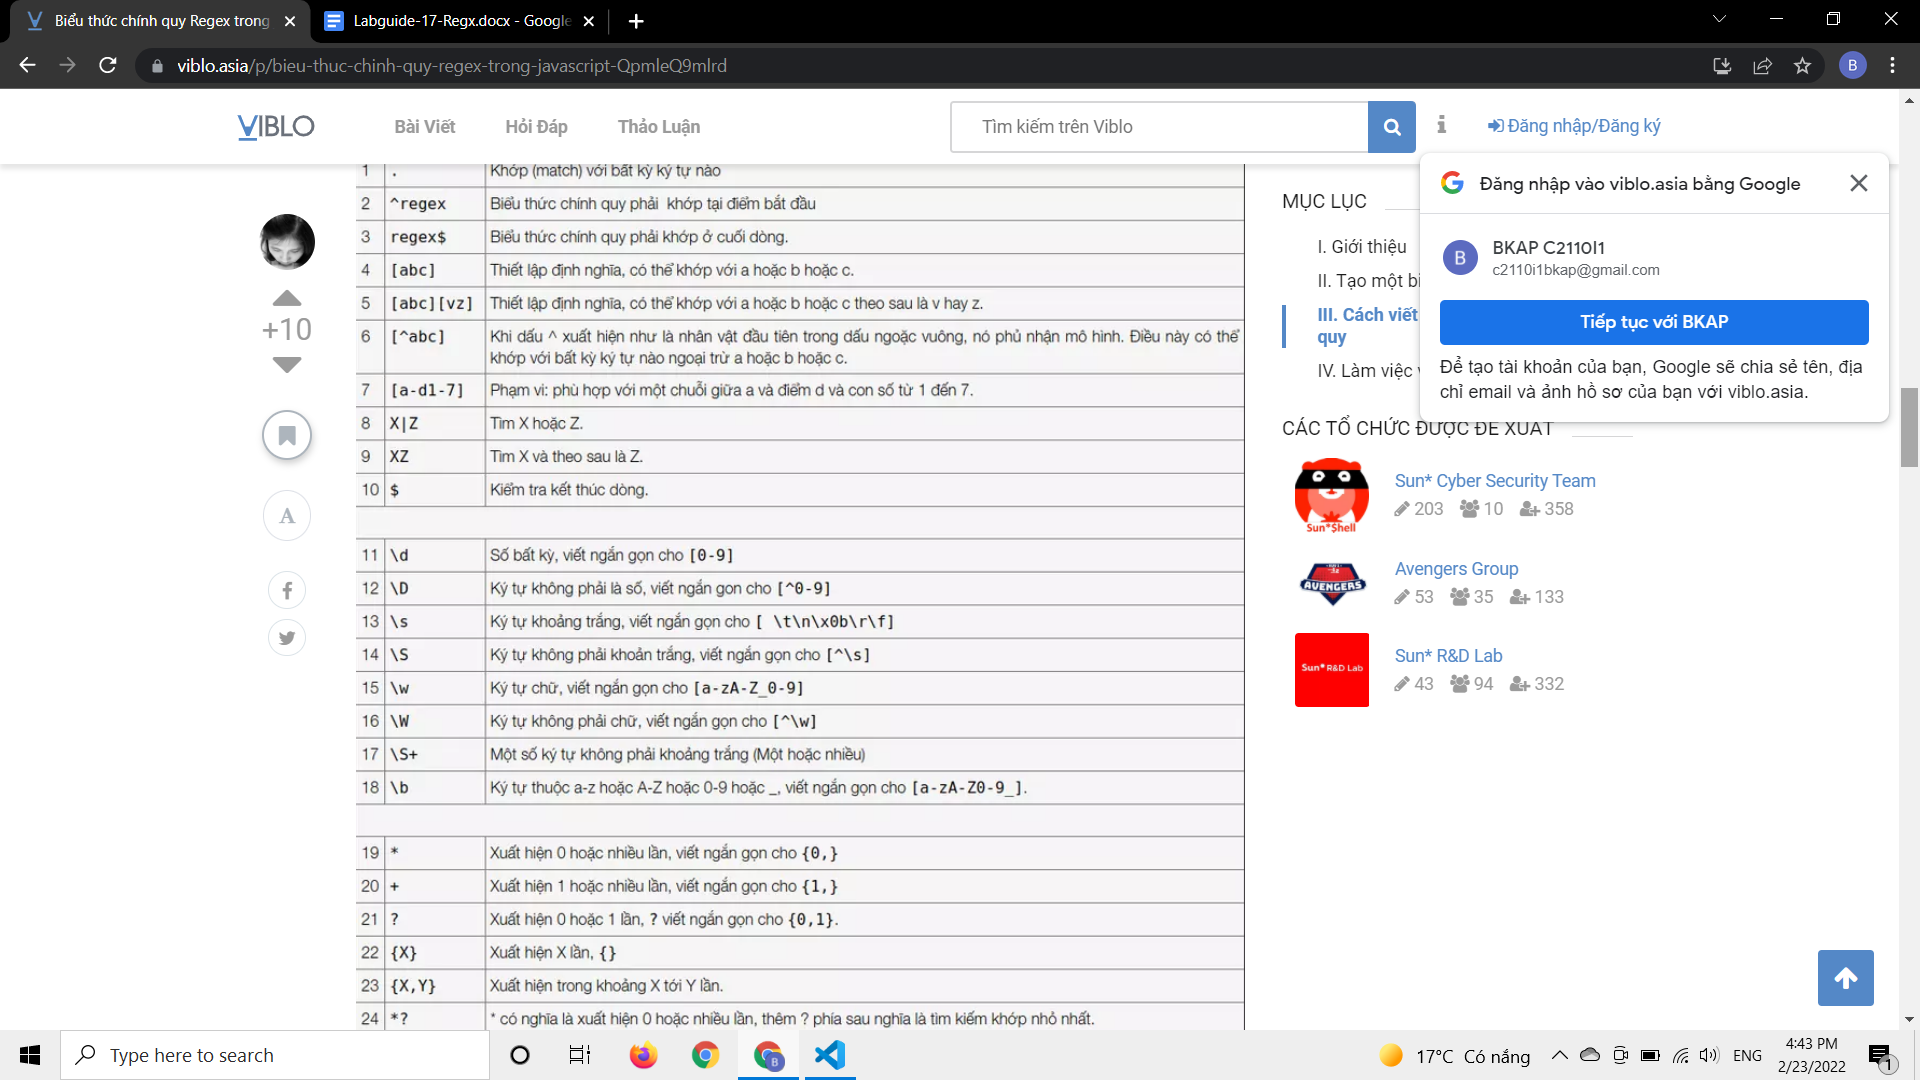 Biểu thức chính quy Regex trong
Labguide-17-Regx.docx - Google
viblo.asia/p/bieu-thuc-chinh-quy-regex-trong-javascript-QpmleQ9mlrd
B
VIBLO
Bài Viết
Hỏi Đáp
Thảo Luận
Tìm kiếm trên Viblo
Đăng nhập/Đăng ký
+10
A
1 . Khớp (match) với bất kỳ ký tự nào
2 ^regex Biểu thức chính quy phải khớp tại điểm bắt đầu
3 regex$ Biểu thức chính quy phải khớp ở cuối dòng.
4 [abc] Thiết lập định nghĩa, có thể khớp với a hoặc b hoặc c.
5 [abc][vz] Thiết lập định nghĩa, có thể khớp với a hoặc b hoặc c theo sau là v hay z.
6 [^abc] Khi dấu ^ xuất hiện như là nhân vật đầu tiên trong dấu ngoặc vuông, nó phủ nhận mô hình. Điều này có thể
khớp với bất kỳ ký tự nào ngoại trừ a hoặc b hoặc c.
7 [a-d1-7] Phạm vi: phù hợp với một chuỗi giữa a và điểm d và con số từ 1 đến 7.
8 X|Z Tìm X hoặc Z.
9 XZ Tìm X và theo sau là Z.
10 $ Kiểm tra kết thúc dòng.
11 \d Số bất kỳ, viết ngắn gọn cho [0-9]
12 \D Ký tự không phải là số, viết ngắn gon cho [^0-9]
13 \s Ký tự khoảng trắng, viết ngắn gọn cho [ \t\n\x0b\r\f]
14 \S Ký tự không phải khoản trắng, viết ngắn gọn cho [^\s]
15 \w Ký tự chữ, viết ngắn gọn cho [a-zA-Z_0-9]
16 \W Ký tự không phải chữ, viết ngắn gọn cho [^\w]
17 \S+ Một số ký tự không phải khoảng trắng (Một hoặc nhiều)
18 \b Ký tự thuộc a-z hoặc A-Z hoặc 0-9 hoặc _, viết ngắn gọn cho [a-zA-Z0-9_].
19 * Xuất hiện 0 hoặc nhiều lần, viết ngắn gọn cho {0,}
20 + Xuất hiện 1 hoặc nhiều lần, viết ngắn gọn cho {1,}
21 ? Xuất hiện 0 hoặc 1 lần, ? viết ngắn gọn cho {0,1}.
22 {X} Xuất hiện X lần, {}
23 {X,Y} Xuất hiện trong khoảng X tới Y lần.
24 *? * có nghĩa là xuất hiện 0 hoặc nhiều lần, thêm ? phía sau nghĩa là tìm kiếm khớp nhỏ nhất.
MỤC LỤC
I. Giới thiệu
II. Tạo một bi
III. Cách viết
quy
IV. Làm việc v
Đăng nhập vào viblo.asia bằng Google
B
BKAP C2110I1
c2110i1bkap@gmail.com
Tiếp tục với BKAP
Để tạo tài khoản của bạn, Google sẽ chia sẻ tên, địa
chỉ email và ảnh hồ sơ của bạn với viblo.asia.
CÁC TỔ CHỨC ĐƯỢC ĐỀ XUẤT
Sun*$hell
Sun* Cyber Security Team
203 10 358
AVENGERS
Avengers Group
53 35 133
Sun* R&D Lab
Sun* R&D Lab
43 94 332
Type here to search
B
17°C Có nắng
ENG
4:43 PM
2/23/2022
1